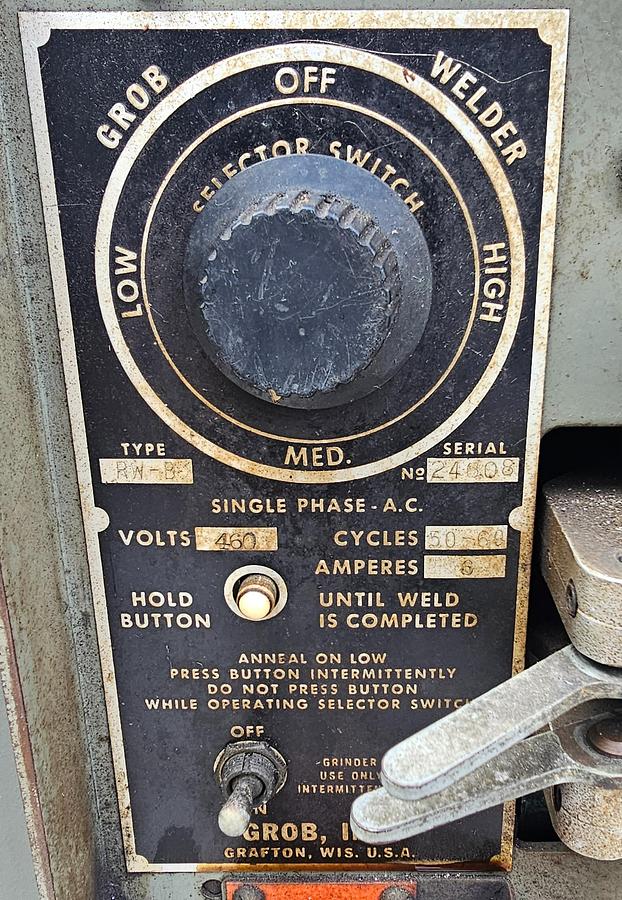 GROB WELDER
OFF
SELECTOR SWITCH
LOW
HIGH
MED.
TYPE
SERIAL
No
SINGLE PHASE - A.C.
VOLTS 460 CYCLES 50-60
AMPERES 6
HOLD UNTIL WELD
BUTTON IS COMPLETED
ANNEAL ON LOW
PRESS BUTTON INTERMITTENTLY
DO NOT PRESS BUTTON
WHILE OPERATING SELECTOR SWITCH
OFF
GRINDER
USE ONLY
GROB,
GRAFTON, WIS. U.S.A.